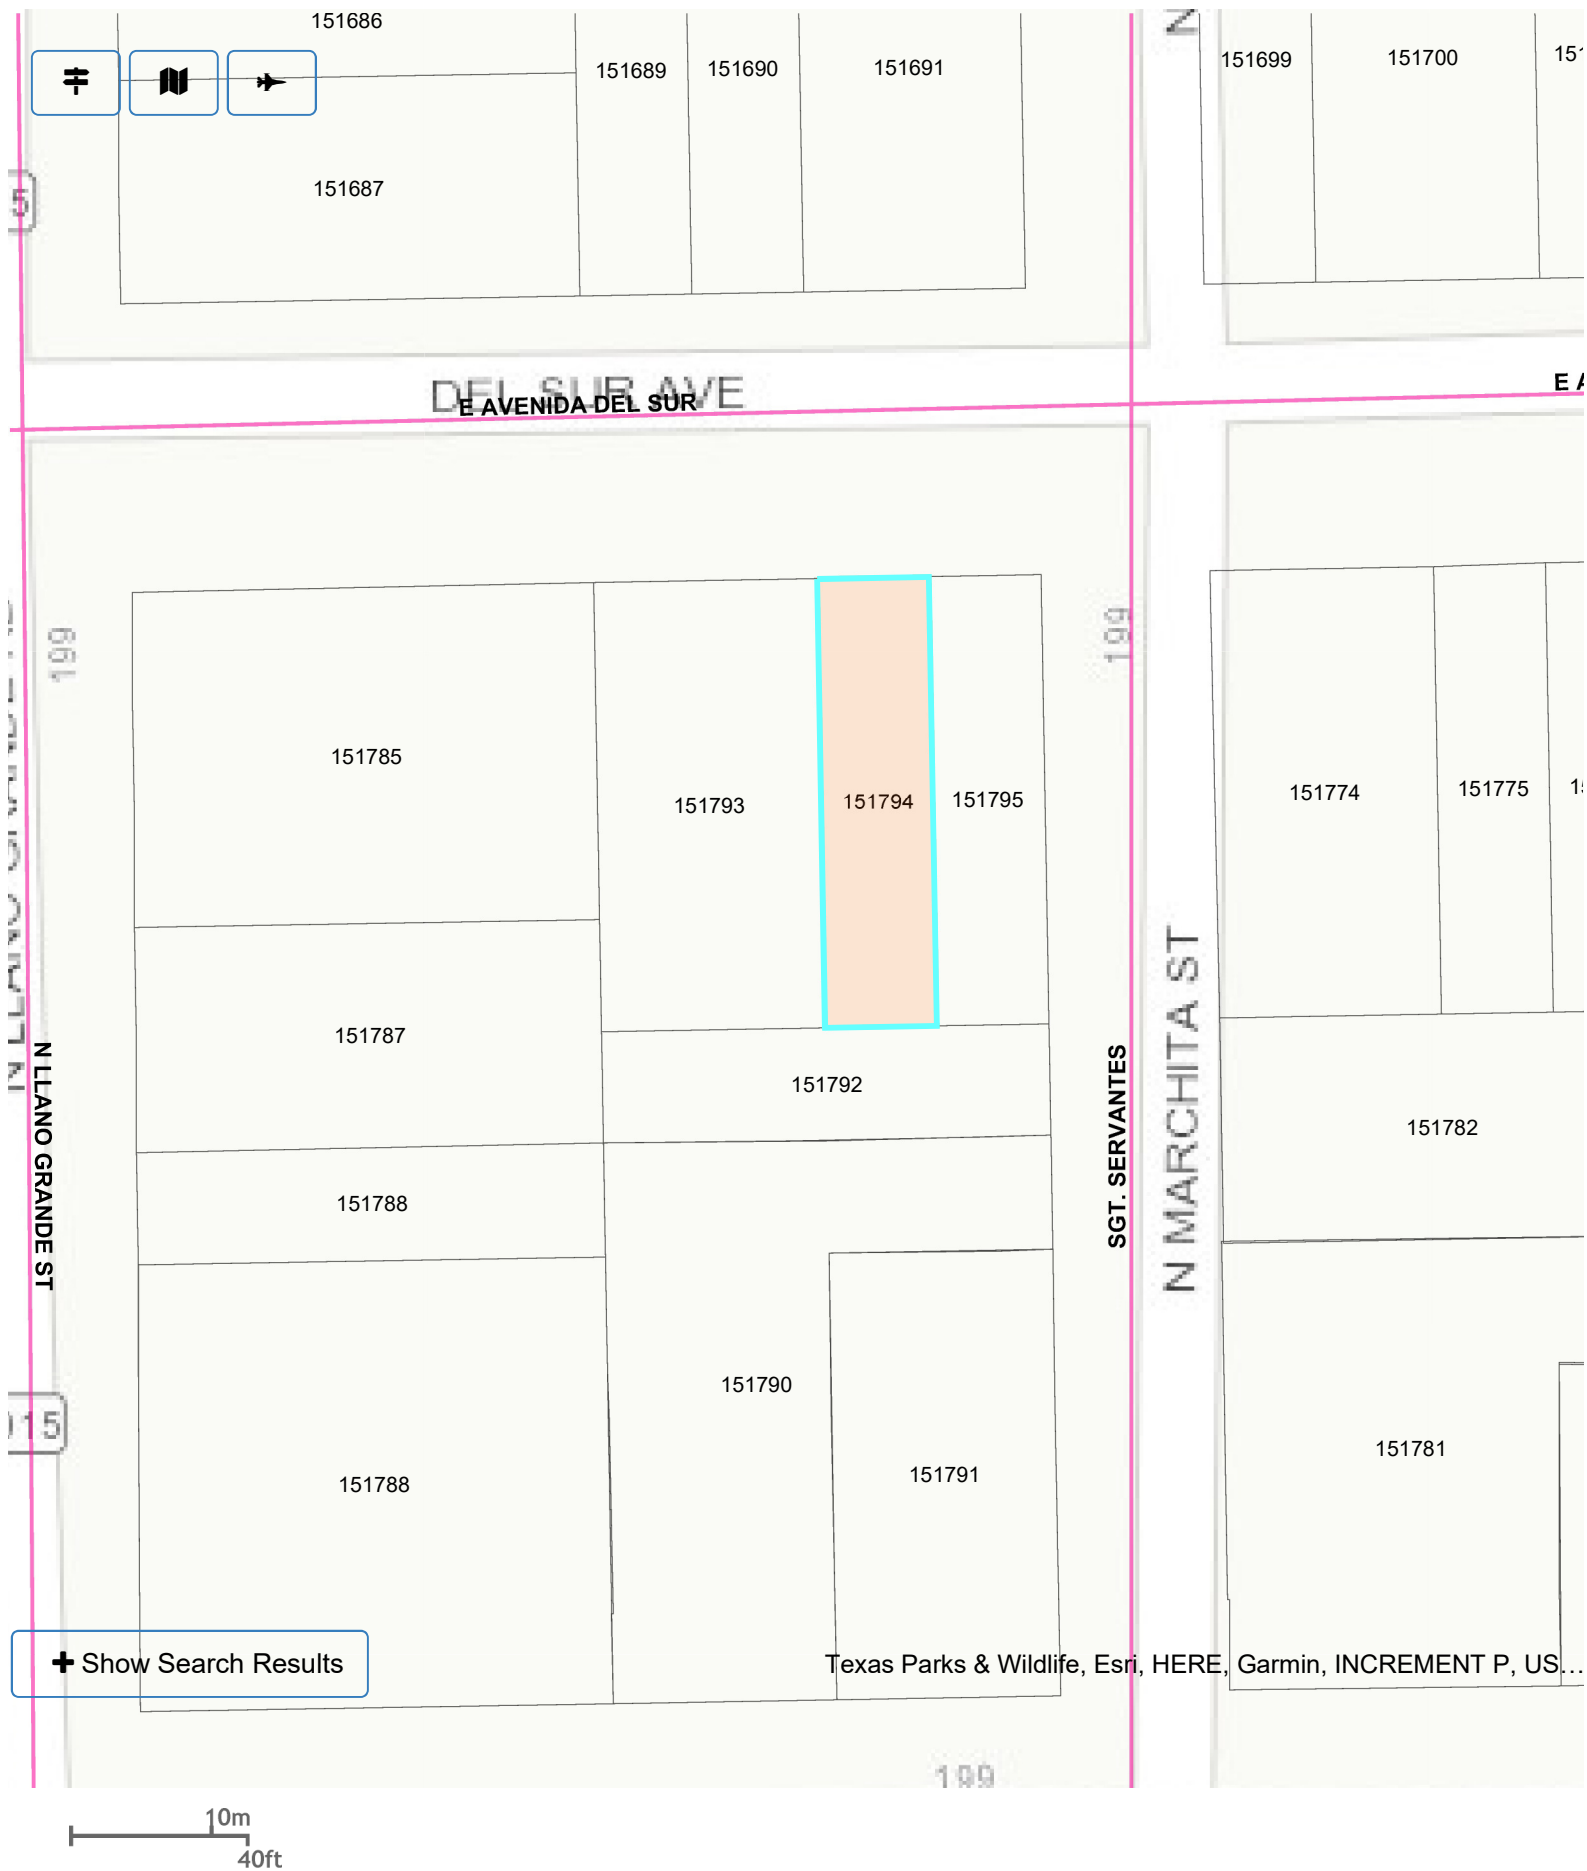 151686
151689
151690
151691
151699
151700
151687
5
N
DEL SUR AVE
E AVENIDA DEL SUR
199
199
151785
151793
151794
151795
151774
151775
151787
151792
151782
N LLANO GRANDE ST
SGT. SERVANTES
N MARCHITA ST
151788
151790
151791
151781
15
151788
Show Search Results
Texas Parks & Wildlife, Esri, HERE, Garmin, INCREMENT P, US...
199
10m
40ft